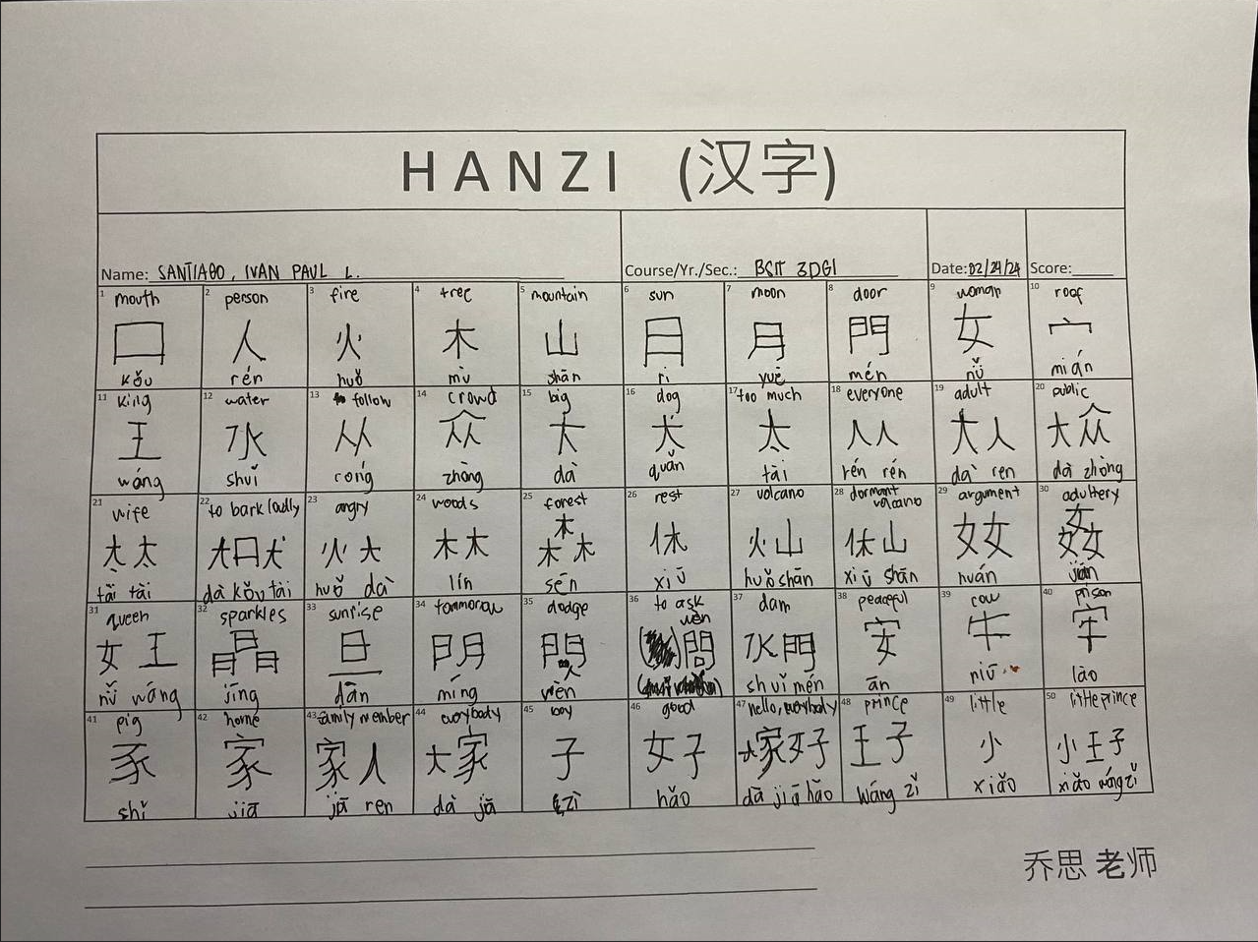 HANZI (汉字)
Name: SANTIAGO, IVAN PAUL L. Course/Yr./Sec.: BSIT 3DG1 Date: 02/24/24 Score:
1 mouth 2 person 3 fire 4 tree 5 mountain 6 sun 7 moon 8 door 9 woman 10 roof
口 人 火 木 山 日 月 門 女 宀
kǒu rén huǒ mù shān rì yuè mén nǚ mián
11 king 12 water 13 follow 14 crowd 15 big 16 dog 17 too much 18 everyone 19 adult 20 public
王 水 从 众 大 犬 太 人人 大人 大众
wáng shuǐ cóng zhòng dà quǎn tài rén rén dà ren dà zhòng
21 wife 22 to bark loudly 23 angry 24 woods 25 forest 26 rest 27 volcano 28 dormant volcano 29 argument 30 adultery
太太 大口犬 火大 木木 森 休 火山 休山 奻 姦
tài tài dà kǒu tài huǒ dà lín sēn xiū huǒ shān xiū shān nuán jiān
31 queen 32 sparkles 33 sunrise 34 tommorow 35 dodge 36 to ask 37 dam 38 peaceful 39 cow 40 prison
wèn
女王 晶 旦 明 閃 問 水門 安 牛 牢
nǚ wáng jīng dān míng wèn shuǐ mén ān niū lào
41 pig 42 home 43 family member 44 everybody 45 boy 46 good 47 hello, everybody 48 prince 49 little 50 little prince
豕 家 家人 大家 子 女子 大家好 王子 小 小王子
shǐ jiā jā ren dà jā zǐ hǎo dā jiā hǎo wáng zǐ xiǎo xiǎo wáng zǐ
乔思 老师